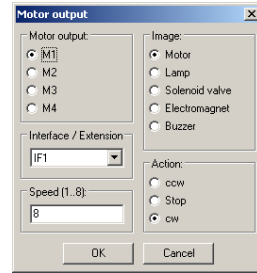 Motor output
Motor output:
M1
M2
M3
M4
Interface / Extension
IF1
Speed (1..8):
8
Image:
Motor
Lamp
Solenoid valve
Electromagnet
Buzzer
Action:
ccw
Stop
cw
OK
Cancel